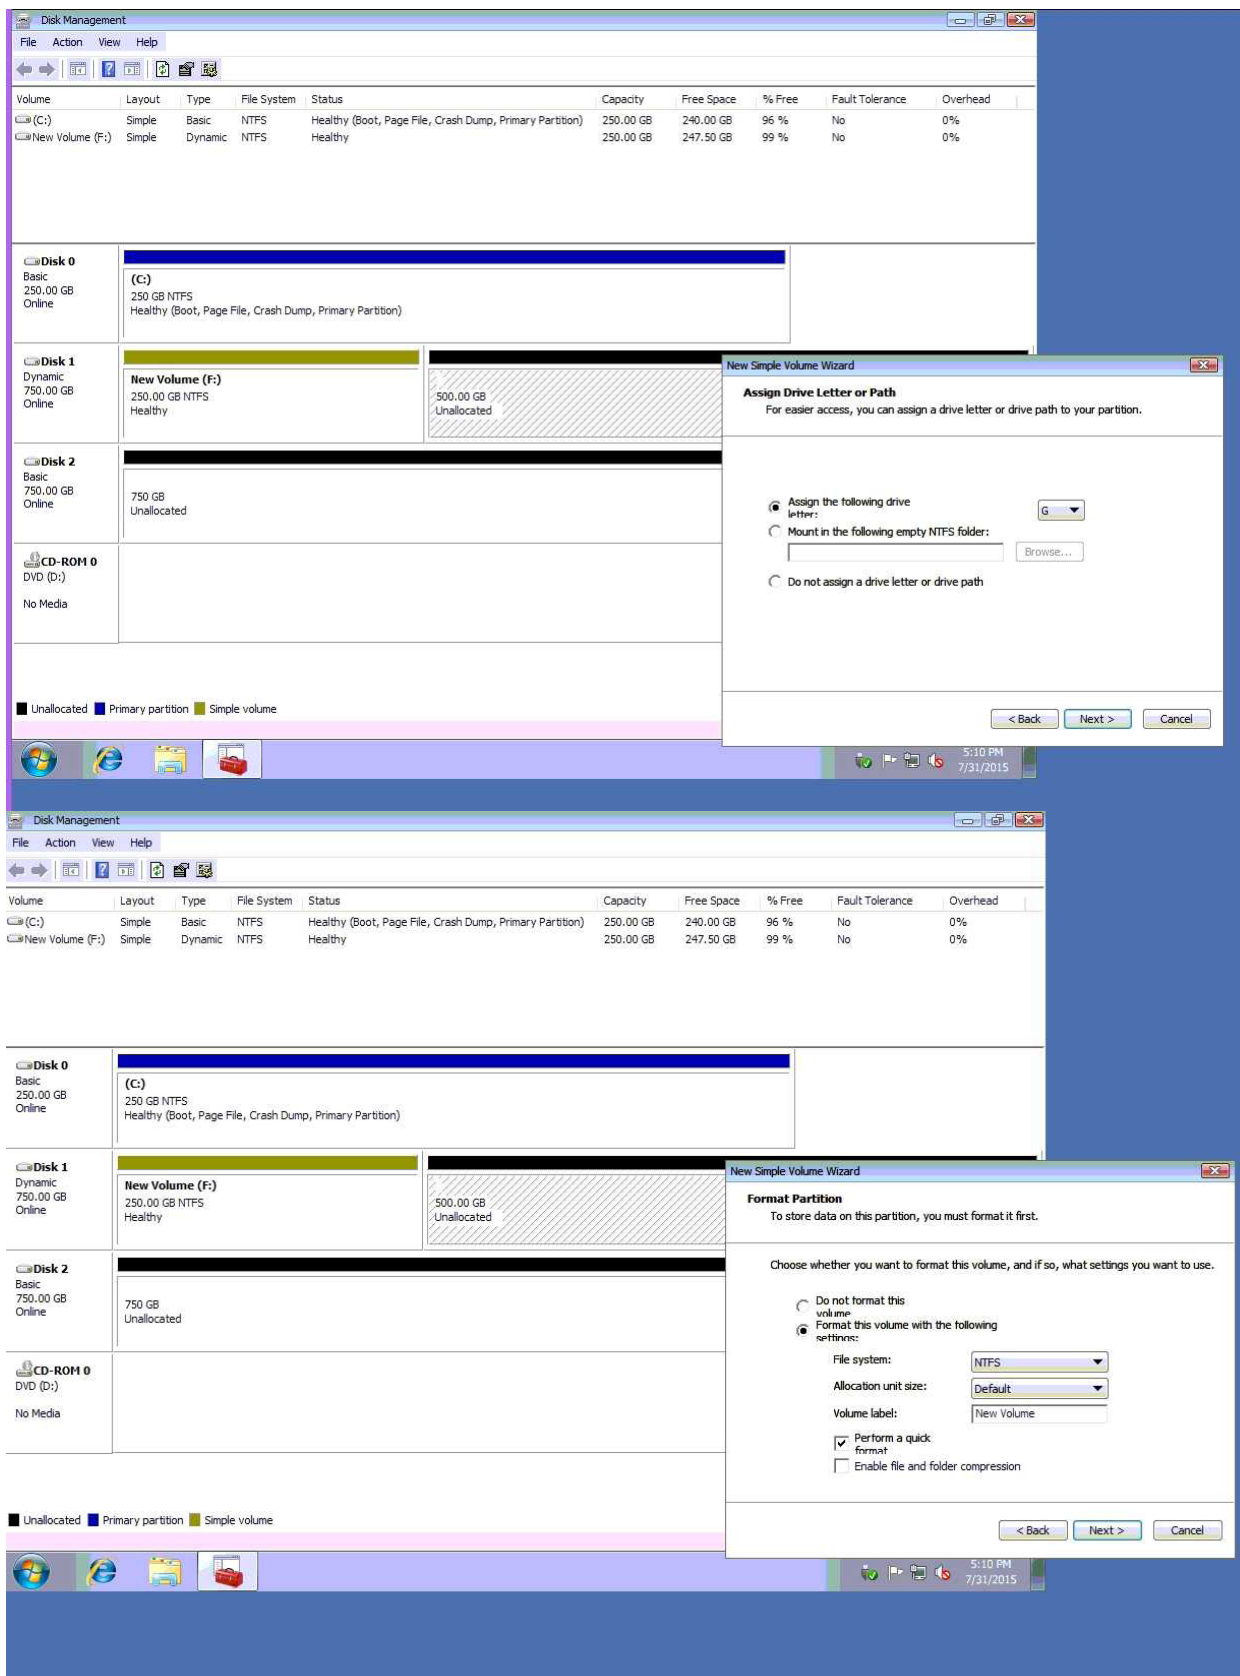 Disk Management
File Action View Help
Volume Layout Type File System Status Capacity Free Space % Free Fault Tolerance Overhead
(C:) Simple Basic NTFS Healthy (Boot, Page File, Crash Dump, Primary Partition) 250.00 GB 240.00 GB 96 % No 0%
New Volume (F:) Simple Dynamic NTFS Healthy 250.00 GB 247.50 GB 99 % No 0%
Disk 0
Basic
250.00 GB
Online
(C:)
250 GB NTFS
Healthy (Boot, Page File, Crash Dump, Primary Partition)
Disk 1
Dynamic
750.00 GB
Online
New Volume (F:)
250.00 GB NTFS
Healthy
500.00 GB
Unallocated
Disk 2
Basic
750.00 GB
Online
750 GB
Unallocated
CD-ROM 0
DVD (D:)
No Media
Unallocated Primary partition Simple volume
New Simple Volume Wizard
Assign Drive Letter or Path
For easier access, you can assign a drive letter or drive path to your partition.
Assign the following drive
letter:
G
Mount in the following empty NTFS folder:
Browse...
Do not assign a drive letter or drive path
< Back Next > Cancel
5:10 PM
7/31/2015
Disk Management
File Action View Help
Volume Layout Type File System Status Capacity Free Space % Free Fault Tolerance Overhead
(C:) Simple Basic NTFS Healthy (Boot, Page File, Crash Dump, Primary Partition) 250.00 GB 240.00 GB 96 % No 0%
New Volume (F:) Simple Dynamic NTFS Healthy 250.00 GB 247.50 GB 99 % No 0%
Disk 0
Basic
250.00 GB
Online
(C:)
250 GB NTFS
Healthy (Boot, Page File, Crash Dump, Primary Partition)
Disk 1
Dynamic
750.00 GB
Online
New Volume (F:)
250.00 GB NTFS
Healthy
500.00 GB
Unallocated
Disk 2
Basic
750.00 GB
Online
750 GB
Unallocated
CD-ROM 0
DVD (D:)
No Media
Unallocated Primary partition Simple volume
New Simple Volume Wizard
Format Partition
To store data on this partition, you must format it first.
Choose whether you want to format this volume, and if so, what settings you want to use.
Do not format this
volume
Format this volume with the following
settings:
File system: NTFS
Allocation unit size: Default
Volume label: New Volume
Perform a quick
format
Enable file and folder compression
< Back Next > Cancel
5:10 PM
7/31/2015